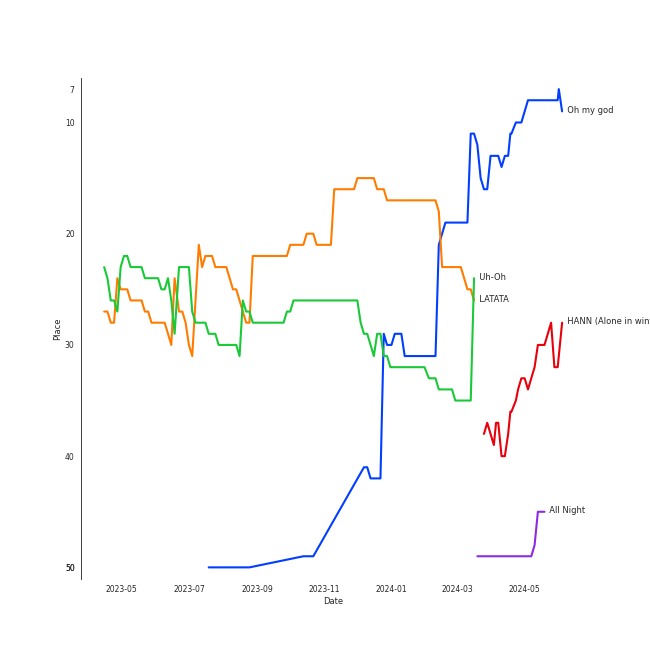 7
10
20
30
40
50
Place
Oh my god
Uh-Oh
LATATA
HANN (Alone in win
All Night
2023-05
2023-07
2023-09
2023-11
2024-01
2024-03
2024-05
Date